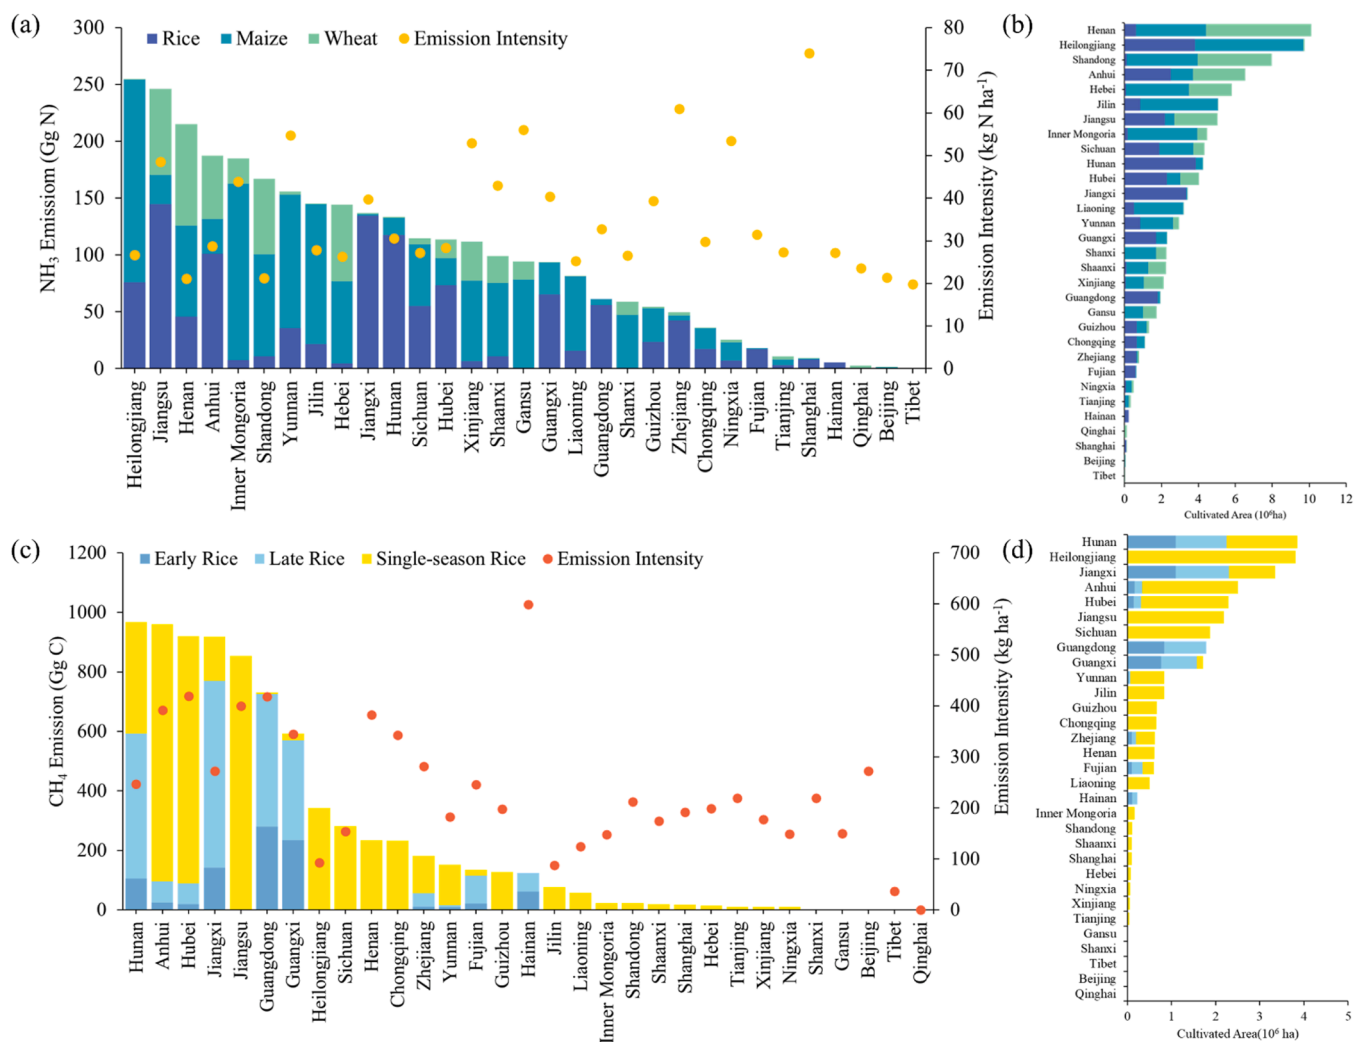 (a)
Rice Maize Wheat Emission Intensity
NH3 Emission (Gg N)
300
250
200
150
100
50
0
80
70
60
50
40
30
20
10
0
Emission Intensity (kg N ha-1)
Heilongjiang
Jiangsu
Henan
Anhui
Inner Mongoria
Shandong
Yunnan
Jilin
Hebei
Jiangxi
Hunan
Sichuan
Hubei
Xinjiang
Shaanxi
Gansu
Guangxi
Liaoning
Guangdong
Shanxi
Guizhou
Zhejiang
Chongqing
Ningxia
Fujian
Tianjing
Shanghai
Hainan
Qinghai
Beijing
Tibet
(b)
Henan
Heilongjiang
Shandong
Anhui
Hebei
Jilin
Jiangsu
Inner Mongoria
Sichuan
Hunan
Hubei
Jiangxi
Liaoning
Yunnan
Guangxi
Shanxi
Shaanxi
Xinjiang
Guangdong
Gansu
Guizhou
Chongqing
Zhejiang
Fujian
Ningxia
Tianjing
Hainan
Qinghai
Shanghai
Beijing
Tibet
0 2 4 6 8 10 12
Cultivated Area (10⁶ha)
(c)
Early Rice Late Rice Single-season Rice Emission Intensity
CH4 Emission (Gg C)
1200
1000
800
600
400
200
0
700
600
500
400
300
200
100
0
Emission Intensity (kg ha-1)
Hunan
Anhui
Hubei
Jiangxi
Jiangsu
Guangdong
Guangxi
Heilongjiang
Sichuan
Henan
Chongqing
Zhejiang
Yunnan
Fujian
Guizhou
Hainan
Jilin
Liaoning
Inner Mongoria
Shandong
Shaanxi
Shanghai
Hebei
Tianjing
Xinjiang
Ningxia
Shanxi
Gansu
Beijing
Tibet
Qinghai
(d)
Hunan
Heilongjiang
Jiangxi
Anhui
Hubei
Jiangsu
Sichuan
Guangdong
Guangxi
Yunnan
Jilin
Guizhou
Chongqing
Zhejiang
Henan
Fujian
Liaoning
Hainan
Inner Mongoria
Shandong
Shaanxi
Shanghai
Hebei
Ningxia
Xinjiang
Tianjing
Gansu
Shanxi
Tibet
Beijing
Qinghai
0 1 2 3 4 5
Cultivated Area(10⁶ ha)